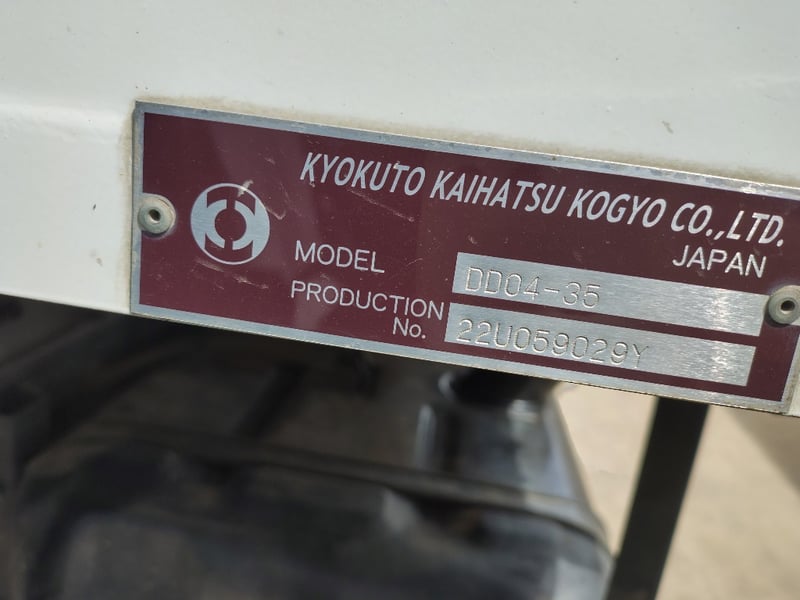 KYOKUTO KAIHATSU KOGYO CO.,LTD.
JAPAN
MODEL DD04-35
PRODUCTION No. 22U059029Y